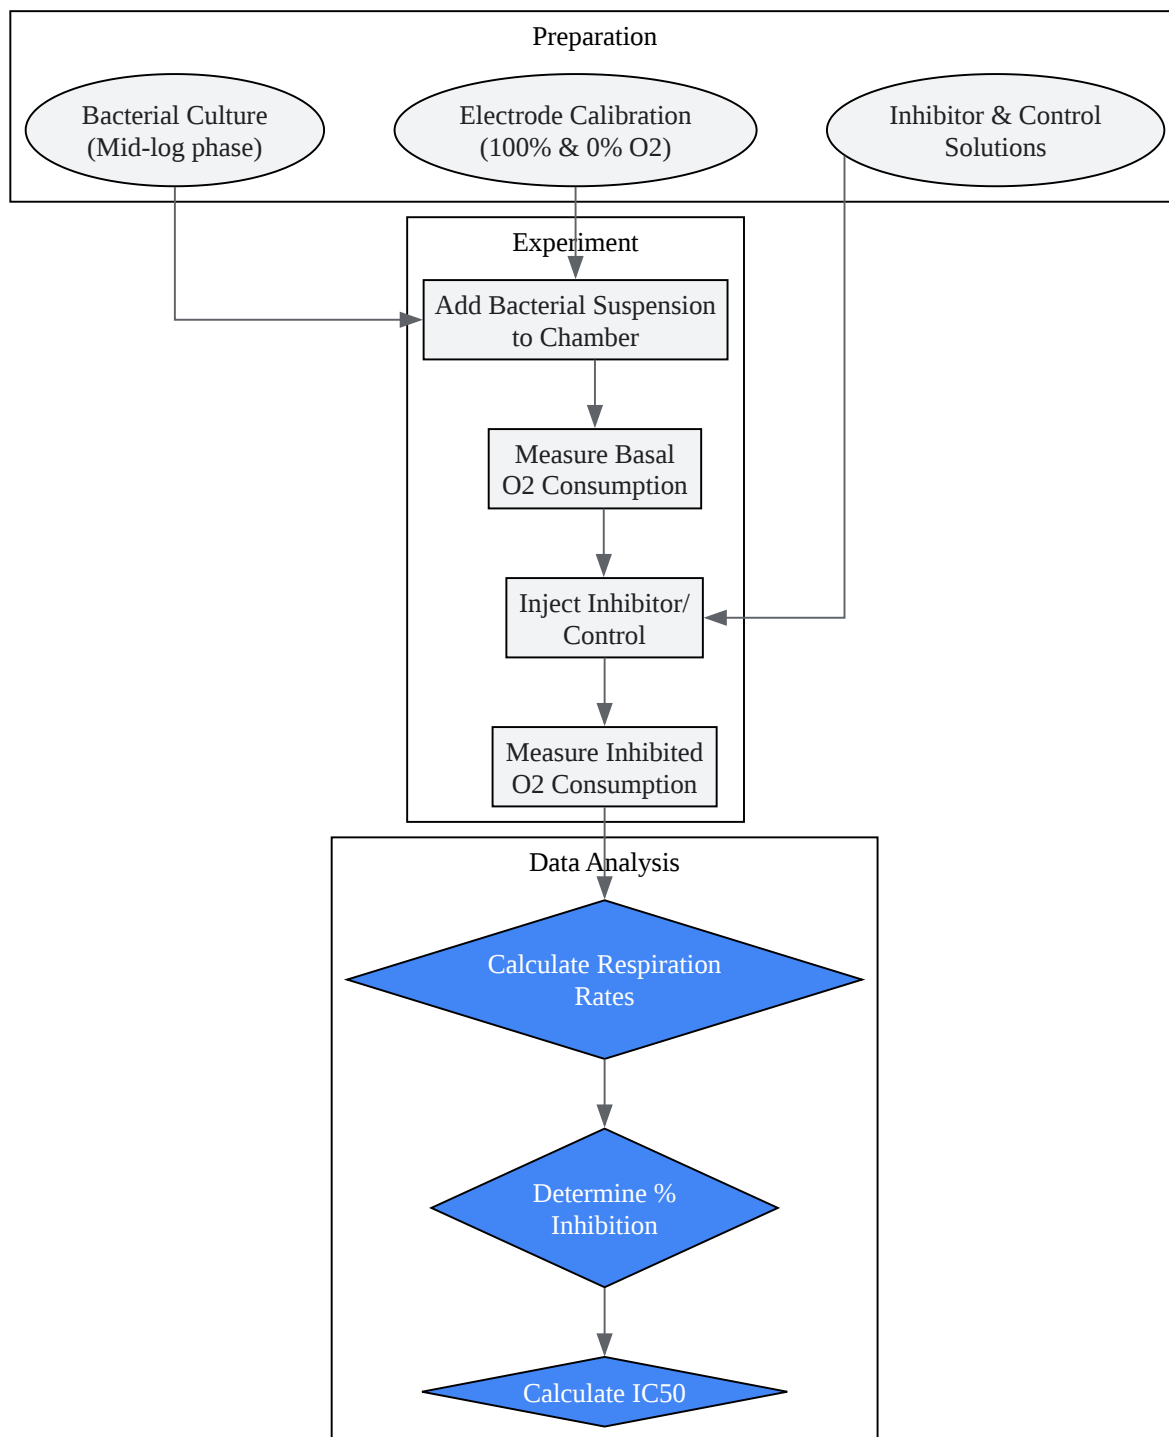 Preparation
Bacterial Culture
(Mid-log phase)
Electrode Calibration
(100% & 0% O2)
Inhibitor & Control
Solutions
Experiment
Add Bacterial Suspension
to Chamber
Measure Basal
O2 Consumption
Inject Inhibitor/
Control
Measure Inhibited
O2 Consumption
Data Analysis
Calculate Respiration
Rates
Determine %
Inhibition
Calculate IC50